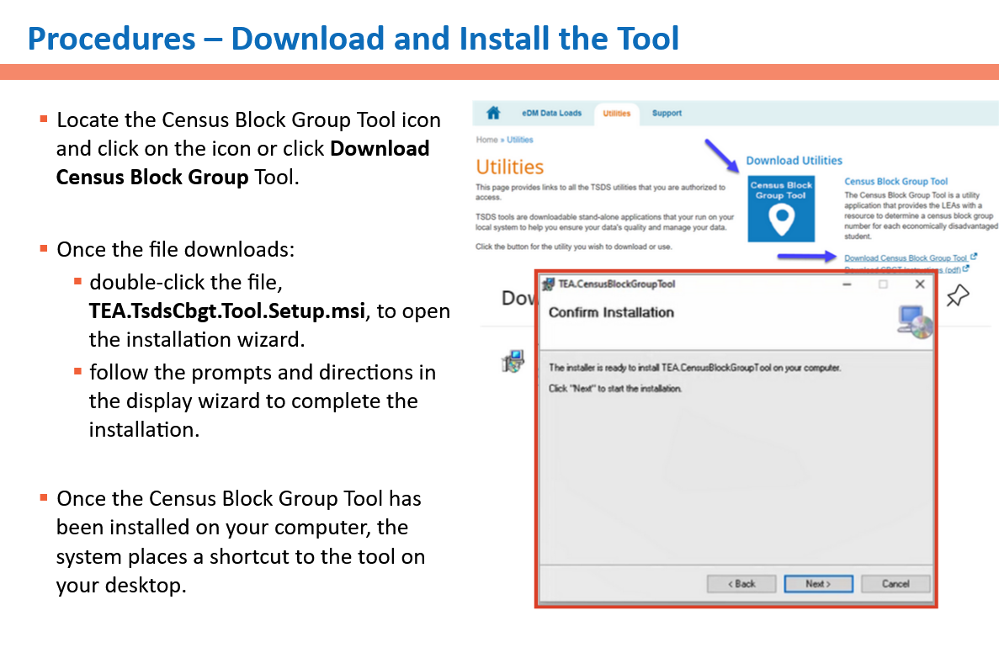 Procedures – Download and Install the Tool
Locate the Census Block Group Tool icon
and click on the icon or click Download
Census Block Group Tool.
Once the file downloads:
double-click the file,
TEA.TsdsCbgt.Tool.Setup.msi, to open
the installation wizard.
follow the prompts and directions in
the display wizard to complete the
installation.
Once the Census Block Group Tool has
been installed on your computer, the
system places a shortcut to the tool on
your desktop.
eDM Data Loads Utilities Support
Home » Utilities
Utilities
This page provides links to all the TSDS utilities that you are authorized to
access.
TSDS tools are downloadable stand-alone applications that your run on your
local system to help you ensure your data's quality and manage your data.
Click the button for the utility you wish to download or use.
Download Utilities
Census Block
Group Tool
Census Block Group Tool
The Census Block Group Tool is a utility
application that provides the LEAs with a
resource to determine a census block group
number for each economically disadvantaged
student.
Download Census Block Group Tool
Download CBGT Instructions (pdf)
Dow
TEA.CensusBlockGroupTool
Confirm Installation
The installer is ready to install TEA.CensusBlockGroupTool on your computer.
Click "Next" to start the installation.
< Back Next > Cancel